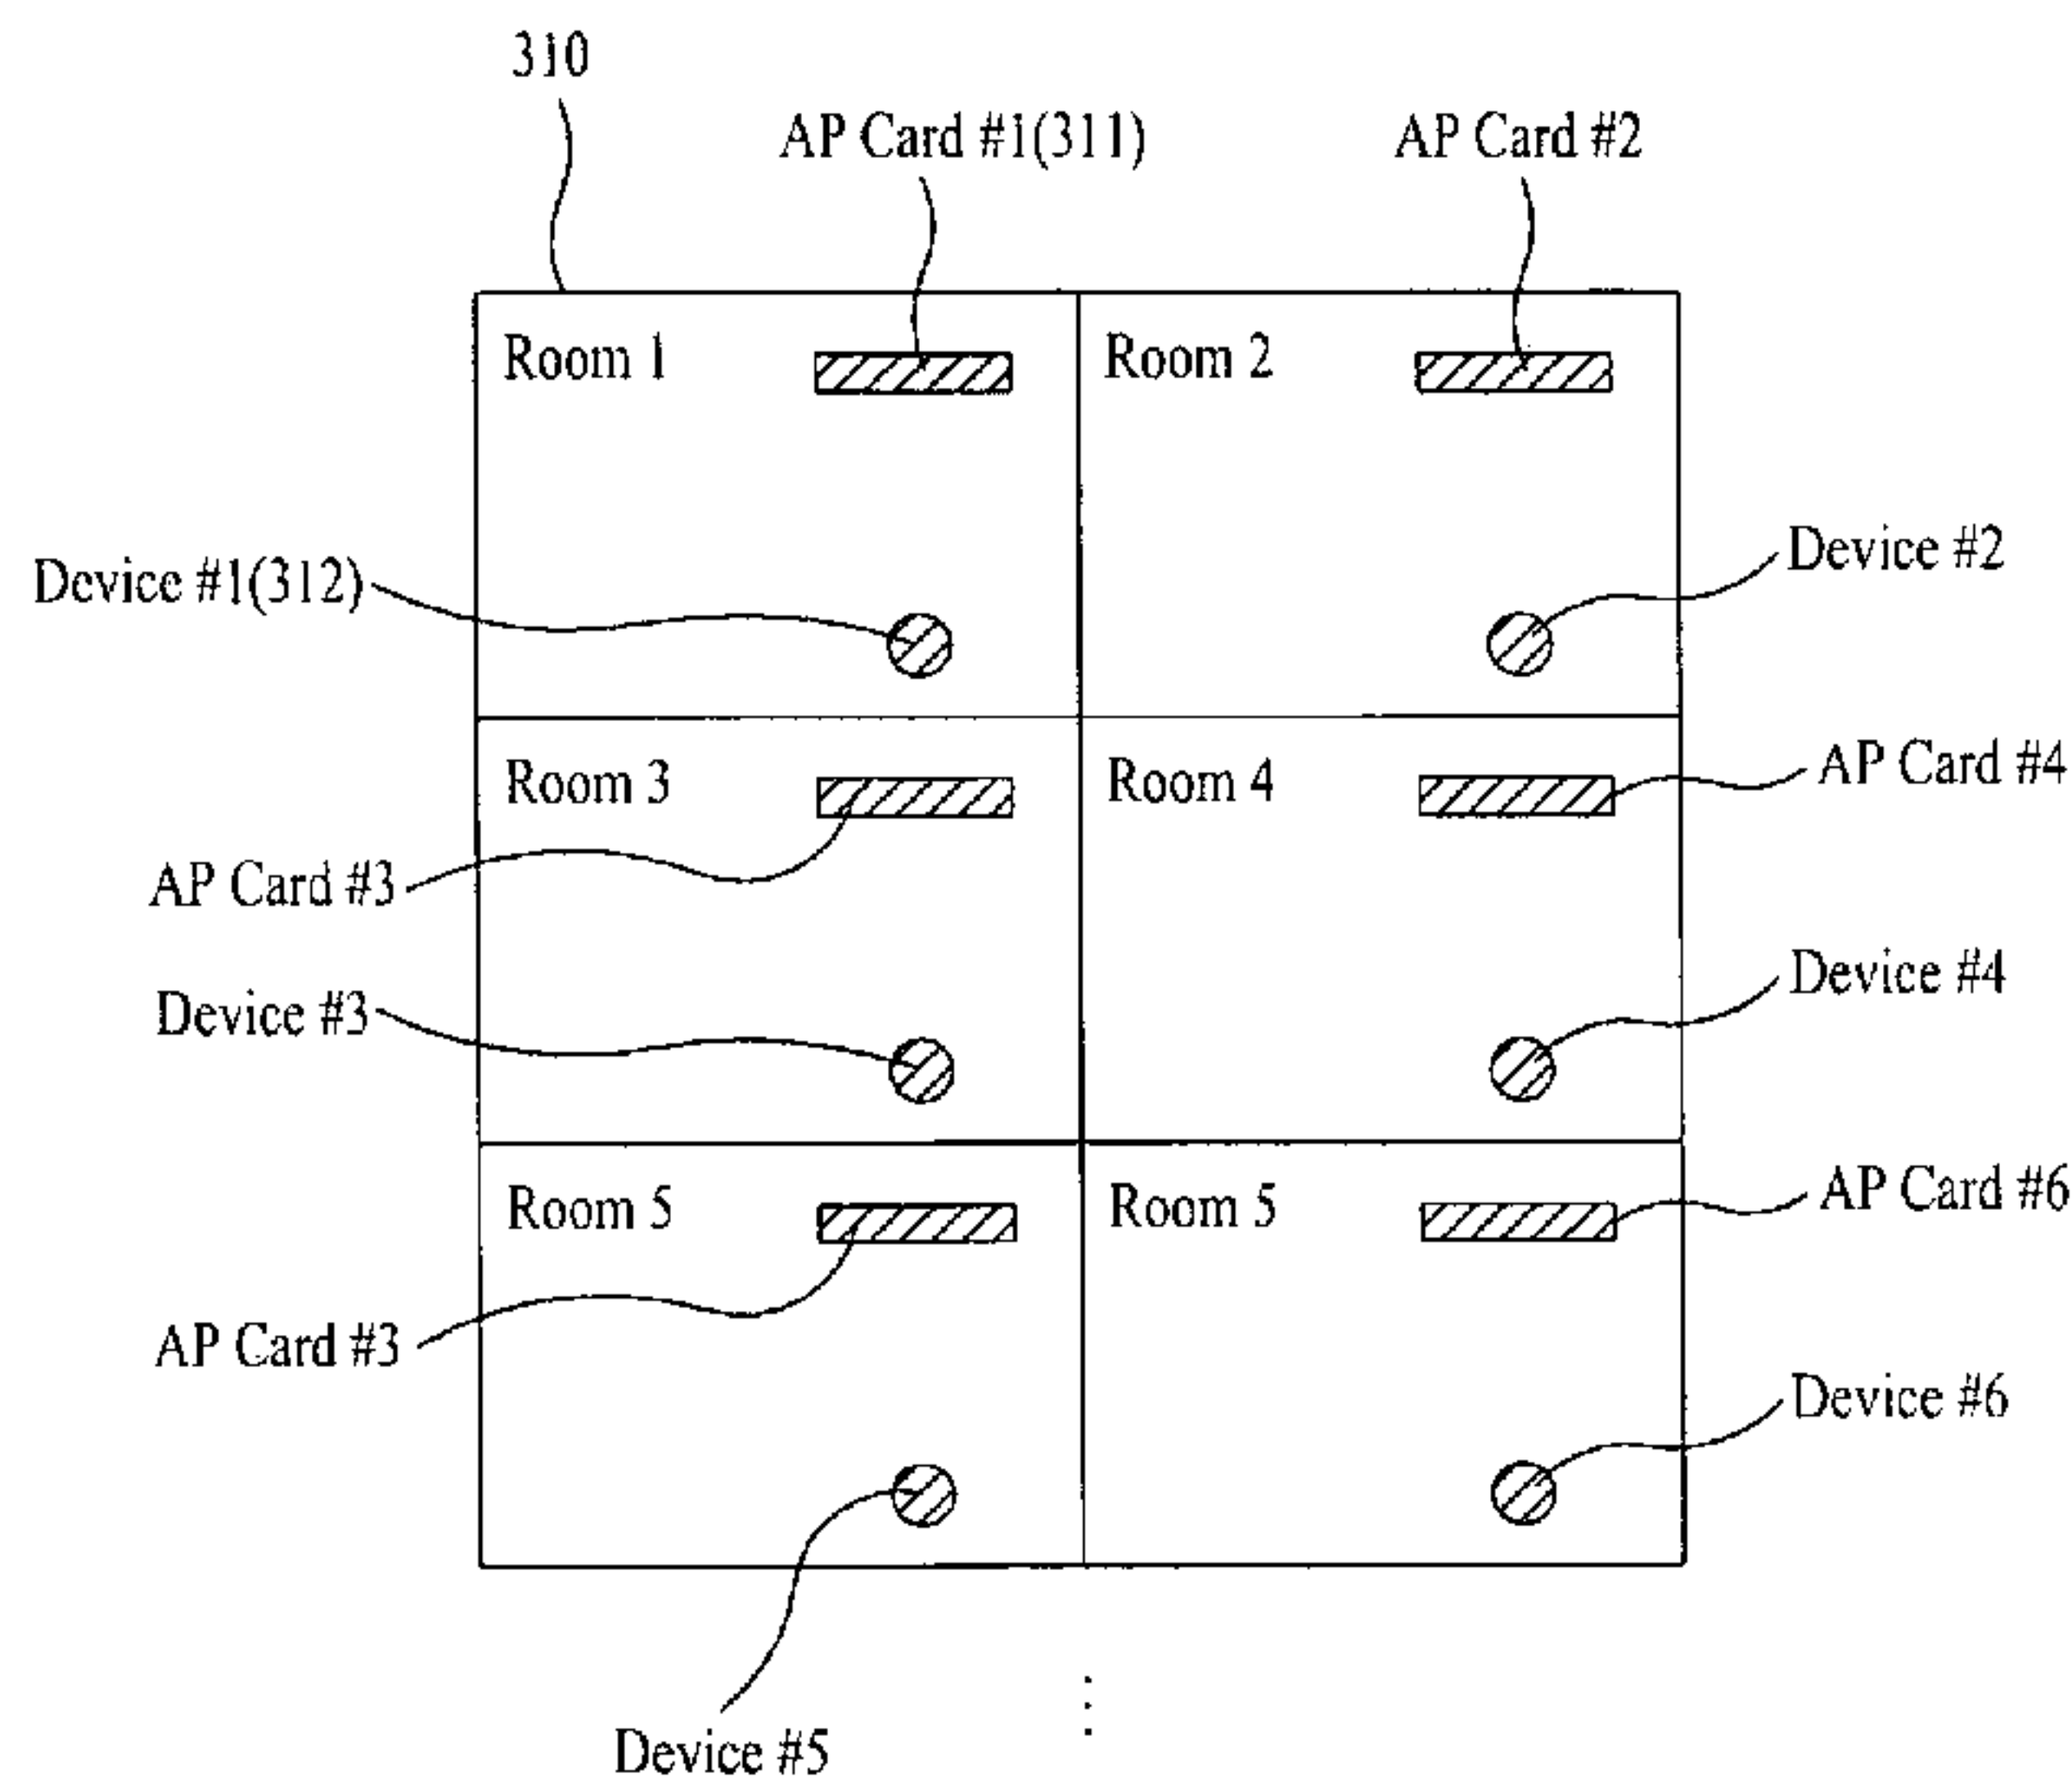 310
AP Card #1(311)
AP Card #2
Room 1
Room 2
Device #1(312)
Device #2
Room 3
Room 4
AP Card #4
AP Card #3
Device #3
Device #4
Room 5
Room 5
AP Card #6
AP Card #3
Device #6
Device #5